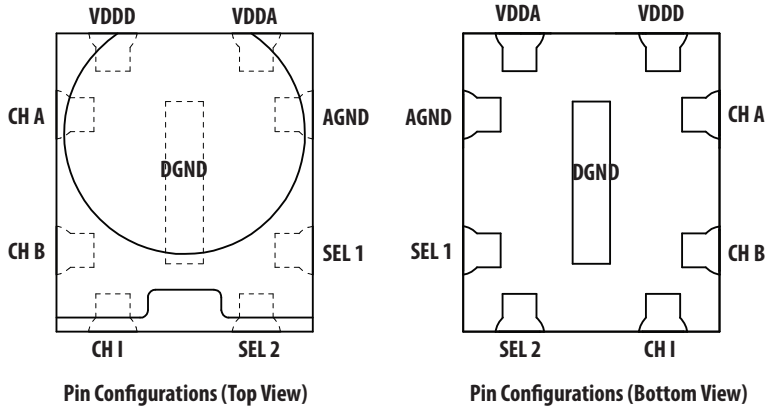 VDDD VDDA VDDA VDDD
CH A AGND AGND CH A
DGND DGND
CH B SEL 1 SEL 1 CH B
CH I SEL 2 SEL 2 CH I
Pin Configurations (Top View) Pin Configurations (Bottom View)